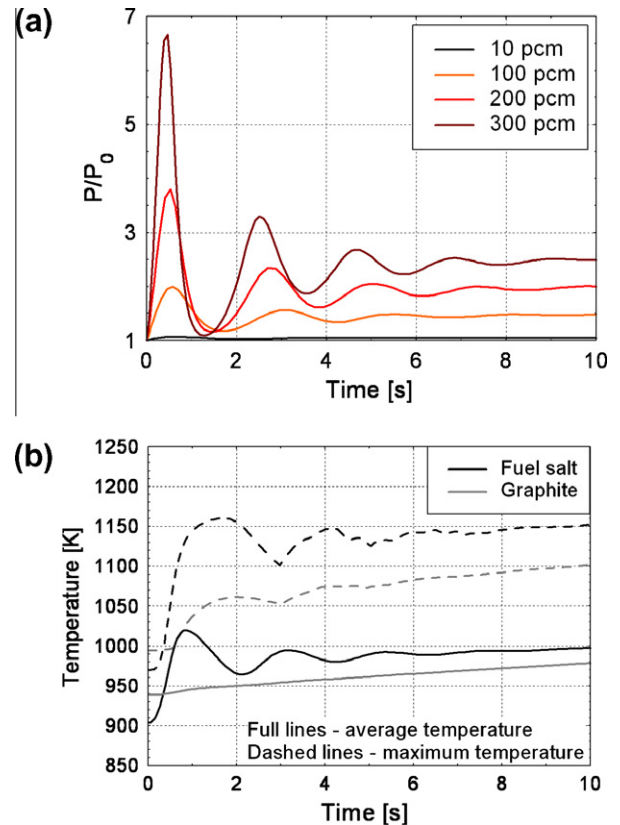 (a)
7
5
3
1
P/P0
10 pcm
100 pcm
200 pcm
300 pcm
0 2 4 6 8 10
Time [s]
(b)
1250
1200
1150
1100
1050
1000
950
900
850
Temperature [K]
Fuel salt
Graphite
Full lines - average temperature
Dashed lines - maximum temperature
0 2 4 6 8 10
Time [s]